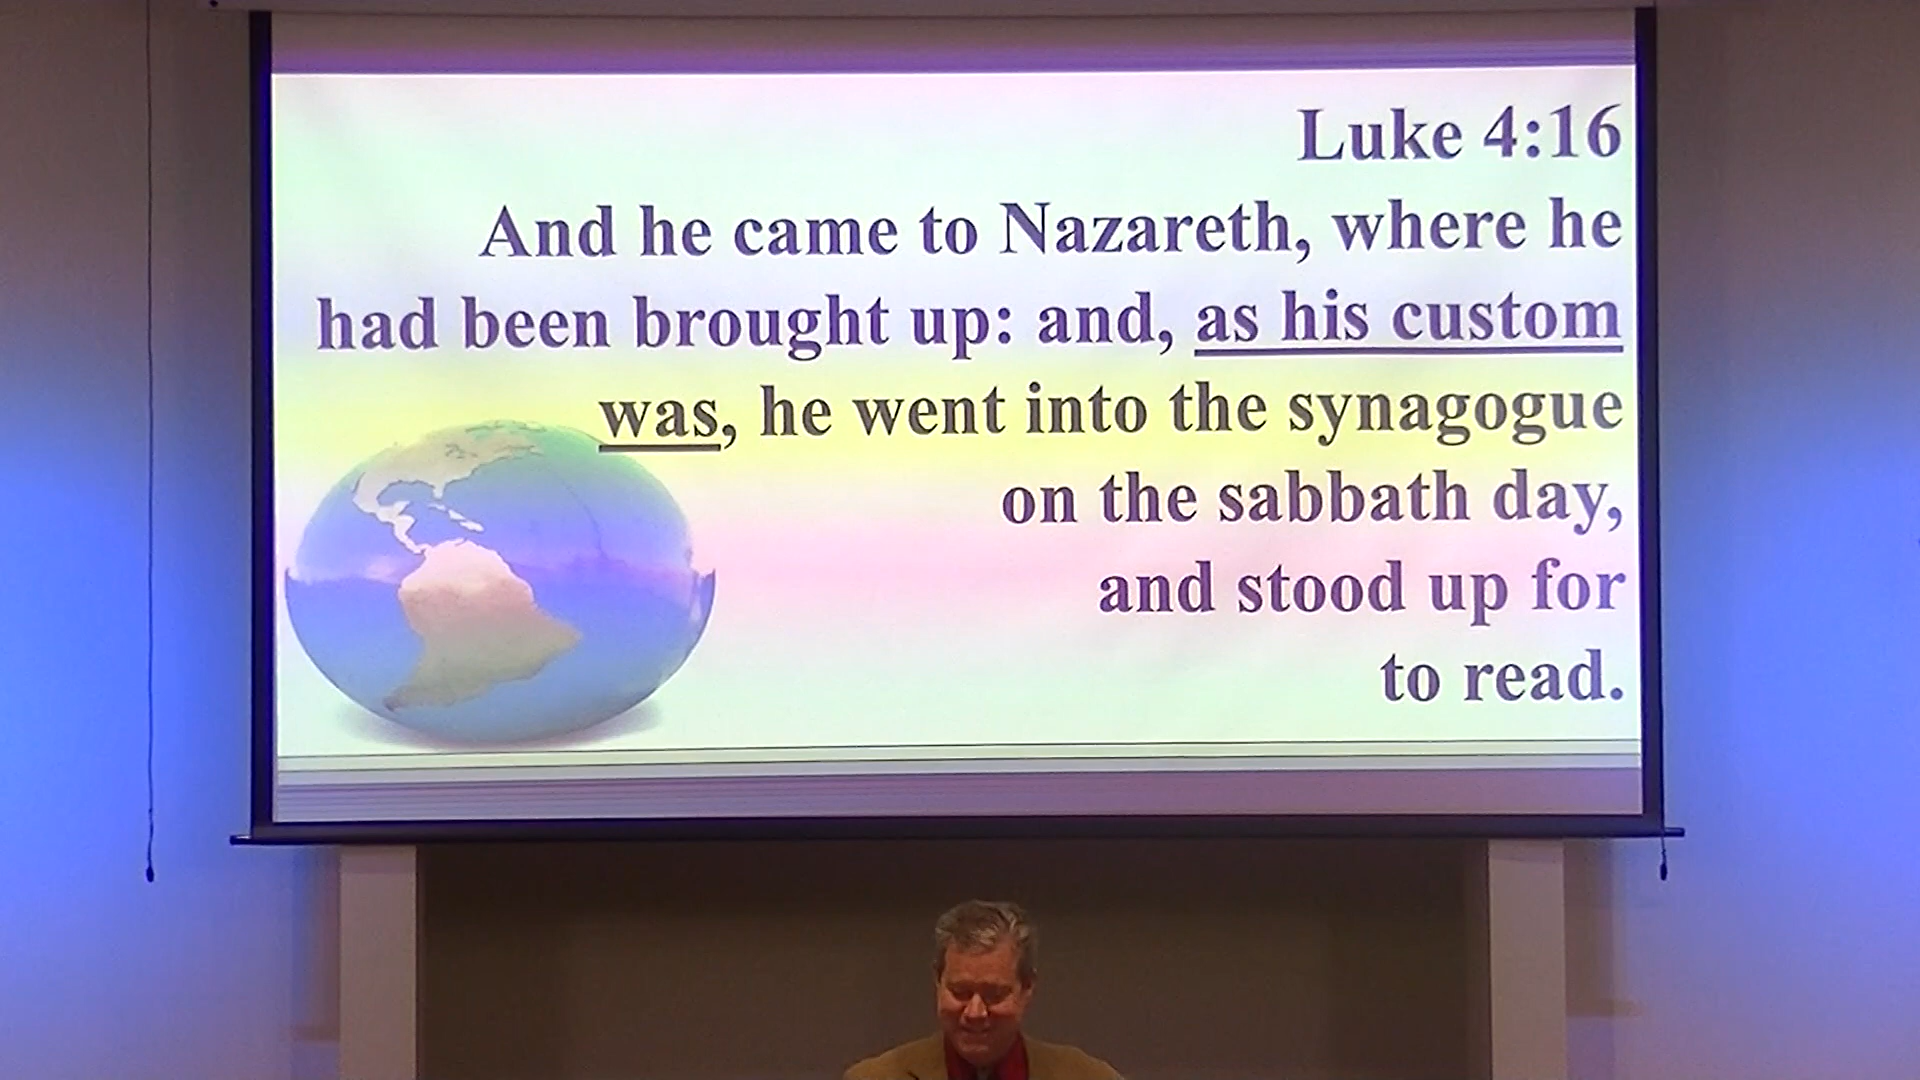 Luke 4:16
And he came to Nazareth, where he
had been brought up: and, as his custom
was, he went into the synagogue
on the sabbath day,
and stood up for
to read.